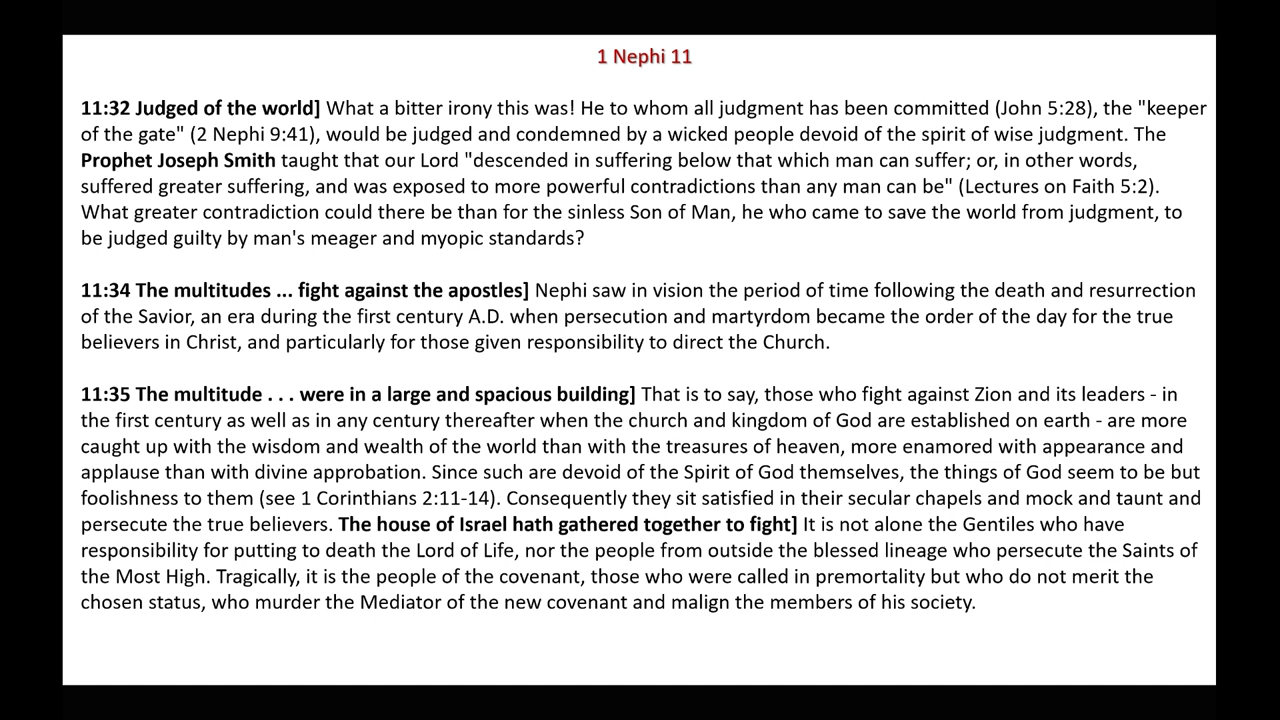 1 Nephi 11
11:32 Judged of the world] What a bitter irony this was! He to whom all judgment has been committed (John 5:28), the "keeper
of the gate" (2 Nephi 9:41), would be judged and condemned by a wicked people devoid of the spirit of wise judgment. The
Prophet Joseph Smith taught that our Lord "descended in suffering below that which man can suffer; or, in other words,
suffered greater suffering, and was exposed to more powerful contradictions than any man can be" (Lectures on Faith 5:2).
What greater contradiction could there be than for the sinless Son of Man, he who came to save the world from judgment, to
be judged guilty by man's meager and myopic standards?
11:34 The multitudes ... fight against the apostles] Nephi saw in vision the period of time following the death and resurrection
of the Savior, an era during the first century A.D. when persecution and martyrdom became the order of the day for the true
believers in Christ, and particularly for those given responsibility to direct the Church.
11:35 The multitude . . . were in a large and spacious building] That is to say, those who fight against Zion and its leaders - in
the first century as well as in any century thereafter when the church and kingdom of God are established on earth - are more
caught up with the wisdom and wealth of the world than with the treasures of heaven, more enamored with appearance and
applause than with divine approbation. Since such are devoid of the Spirit of God themselves, the things of God seem to be but
foolishness to them (see 1 Corinthians 2:11-14). Consequently they sit satisfied in their secular chapels and mock and taunt and
persecute the true believers. The house of Israel hath gathered together to fight] It is not alone the Gentiles who have
responsibility for putting to death the Lord of Life, nor the people from outside the blessed lineage who persecute the Saints of
the Most High. Tragically, it is the people of the covenant, those who were called in premortality but who do not merit the
chosen status, who murder the Mediator of the new covenant and malign the members of his society.